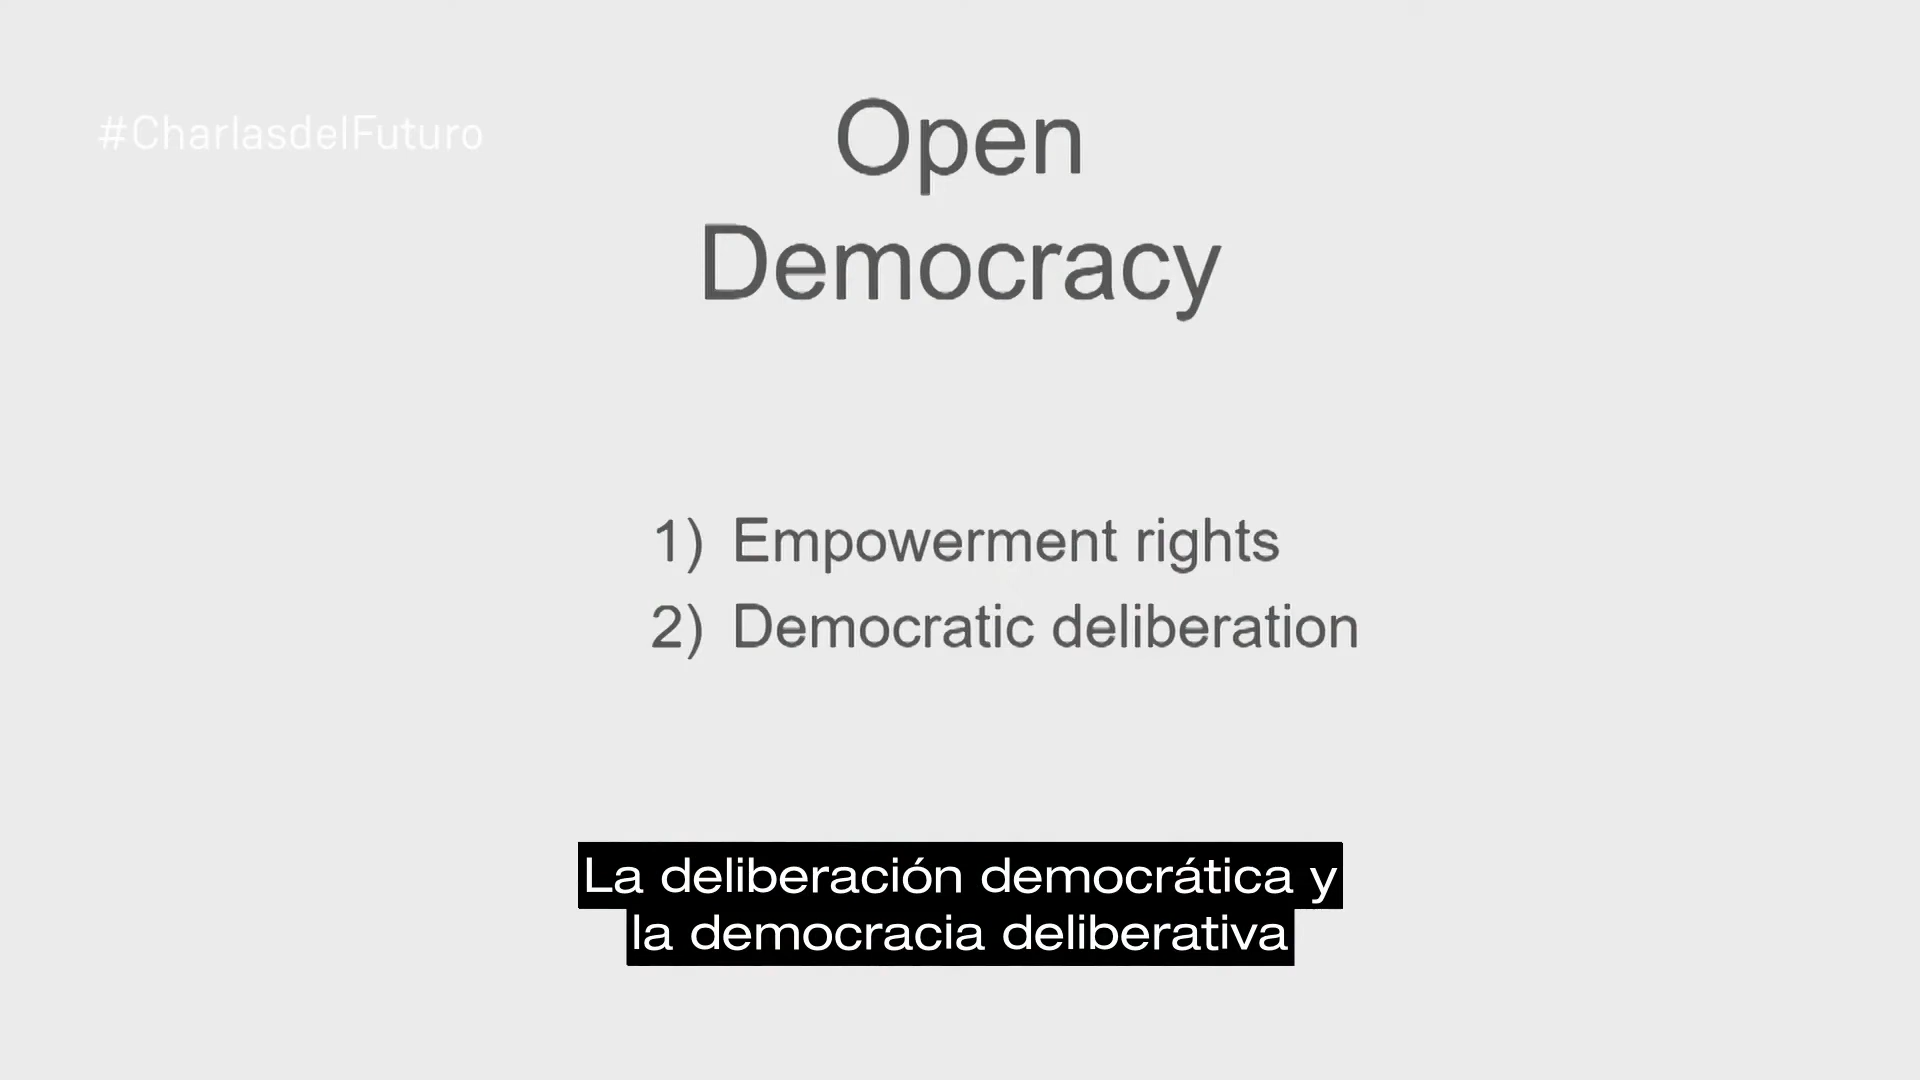 #CharlasdelFuturo
Open
Democracy
1) Empowerment rights
2) Democratic deliberation
La deliberación democrática y
la democracia deliberativa